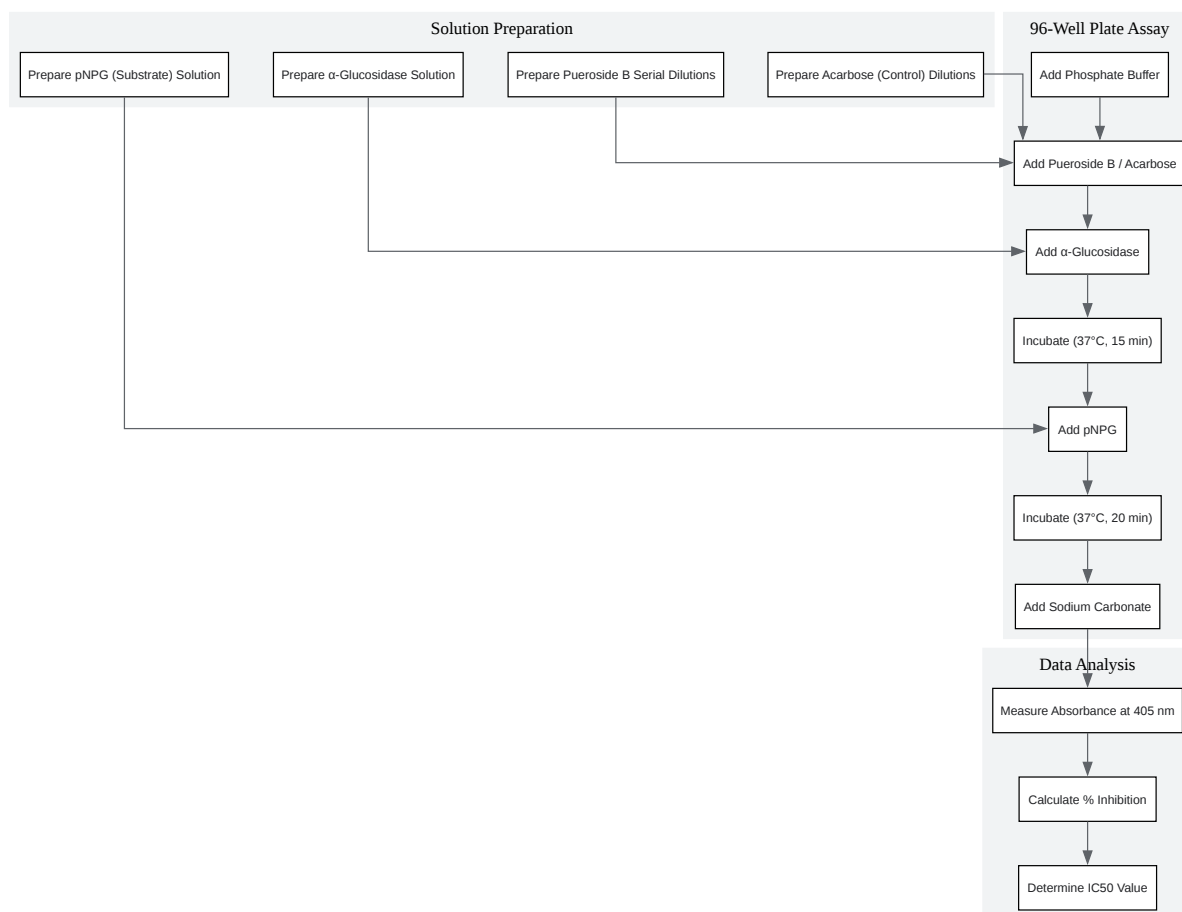 Solution Preparation
96-Well Plate Assay
Prepare pNPG (Substrate) Solution
Prepare α-Glucosidase Solution
Prepare Pueroside B Serial Dilutions
Prepare Acarbose (Control) Dilutions
Add Phosphate Buffer
Add Pueroside B / Acarbose
Add α-Glucosidase
Incubate (37°C, 15 min)
Add pNPG
Incubate (37°C, 20 min)
Add Sodium Carbonate
Data Analysis
Measure Absorbance at 405 nm
Calculate % Inhibition
Determine IC50 Value